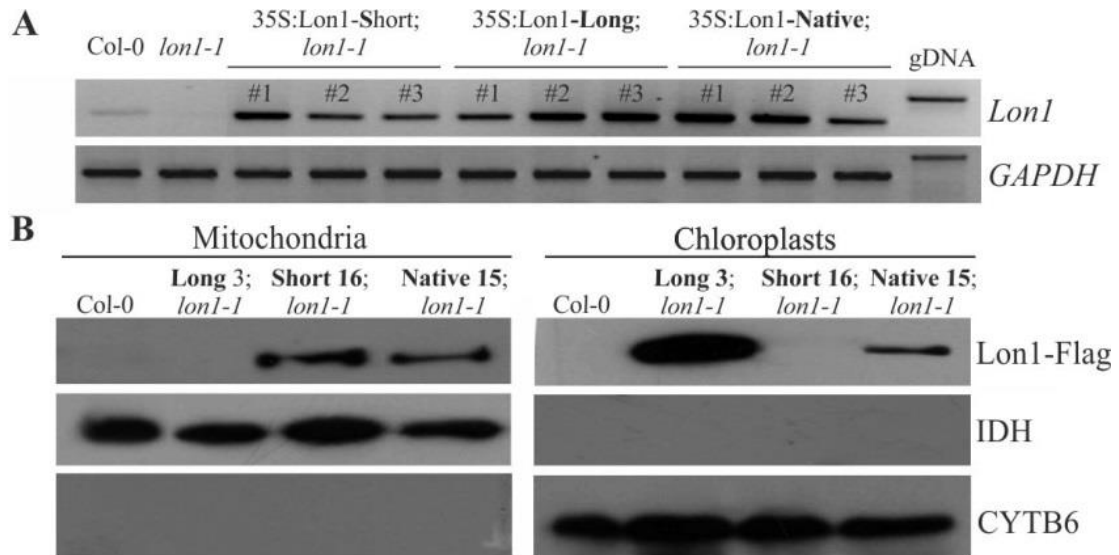 A
Col-0 lon1-1 35S:Lon1-Short; lon1-1 35S:Lon1-Long; lon1-1 35S:Lon1-Native; lon1-1 gDNA
#1 #2 #3 #1 #2 #3 #1 #2 #3 Lon1
GAPDH
B
Mitochondria Chloroplasts
Col-0 Long 3; lon1-1 Short 16; lon1-1 Native 15; lon1-1 Col-0 Long 3; lon1-1 Short 16; lon1-1 Native 15; lon1-1
Lon1-Flag
IDH
CYTB6